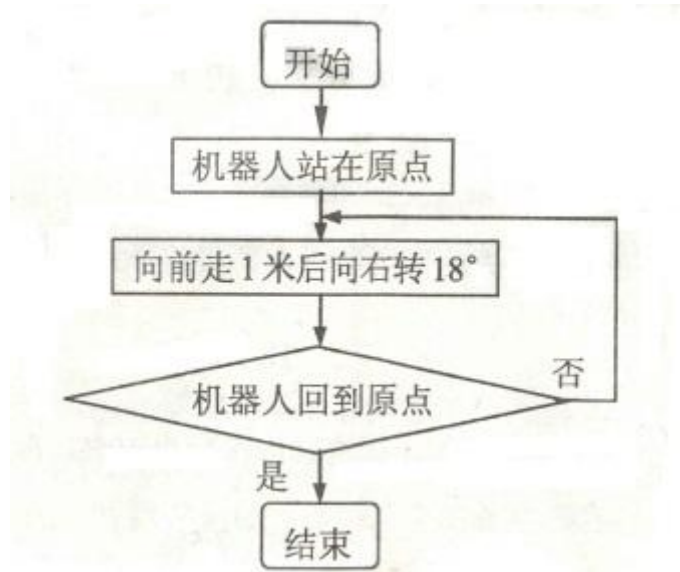 开始
机器人站在原点
向前走1米后向右转18°
机器人回到原点
否
是
结束